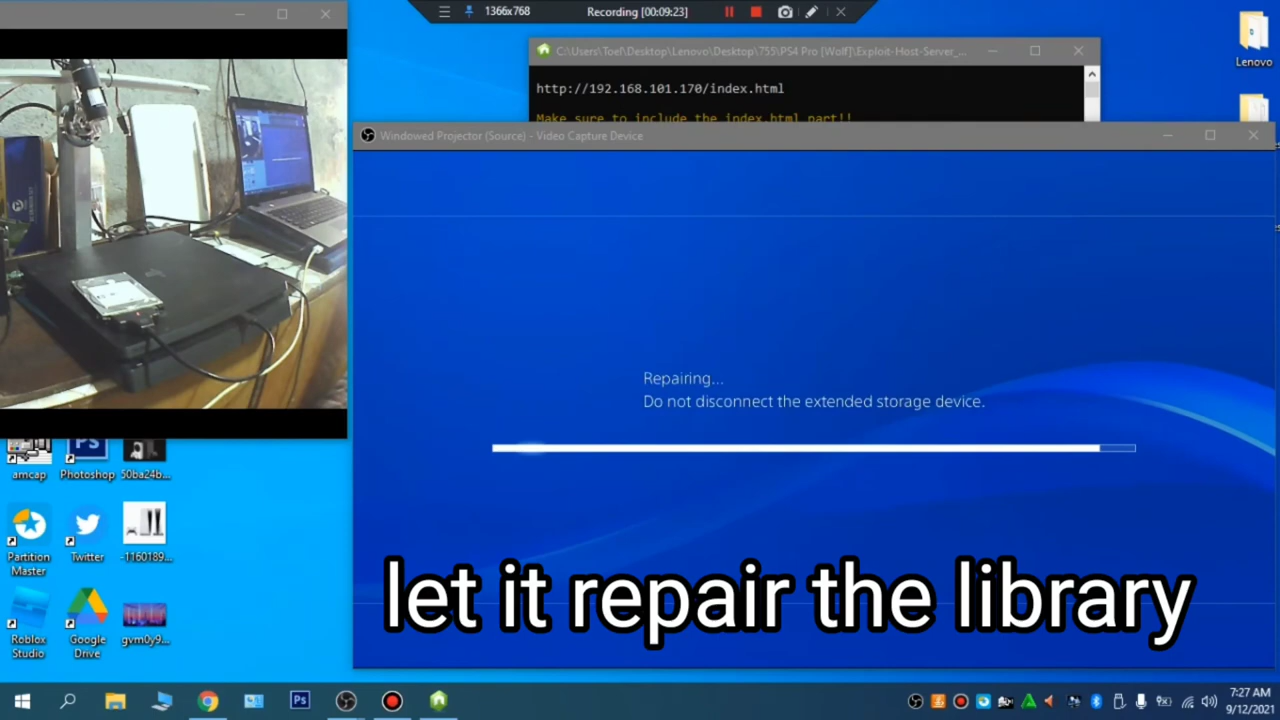 1366x768
Recording [00:09:23]
C:\Users\Toel\Desktop\Lenovo\Desktop\755\PS4 Pro [Wolf]\Exploit-Host-Server_...
http://192.168.101.170/index.html
Make sure to include the index.html part!!
Lenovo
Windowed Projector (Source) - Video Capture Device
Repairing...
Do not disconnect the extended storage device.
let it repair the library
amcap
Photoshop
50ba24b...
Partition
Master
Twitter
-1160189...
Roblox
Studio
Google
Drive
gvm0y9...
7:27 AM
9/12/2021